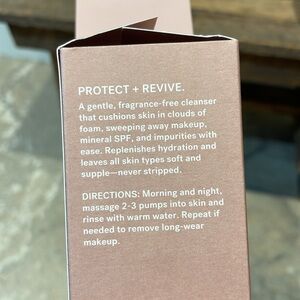 PROTECT + REVIVE.
A gentle, fragrance-free cleanser
that cushions skin in clouds of
foam, sweeping away makeup,
mineral SPF, and impurities with
ease. Replenishes hydration and
leaves all skin types soft and
supple—never stripped.
DIRECTIONS: Morning and night,
massage 2-3 pumps into skin and
rinse with warm water. Repeat if
needed to remove long-wear
makeup.